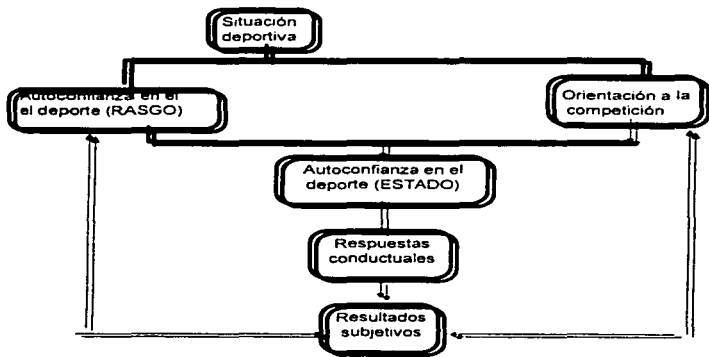 Situación
deportiva
Autoconfianza en el
el deporte (RASGO)
Orientación a la
competición
Autoconfianza en el
deporte (ESTADO)
Respuestas
conductuales
Resultados
subjetivos